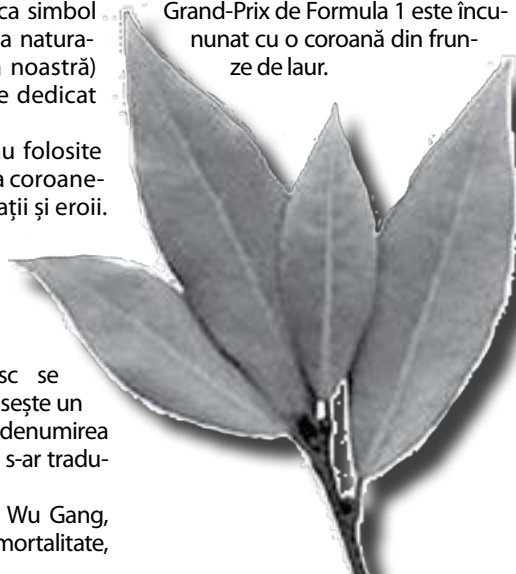 ca simbol
a natura-
noastră)
e dedicat
u folosite
a coroane-
ații și eroii.
sc se
sește un
denumirea
s-ar tradu-
Wu Gang,
mortalitate,
Grand-Prix de Formula 1 este încu-
nunat cu o coroană din frun-
ze de laur.